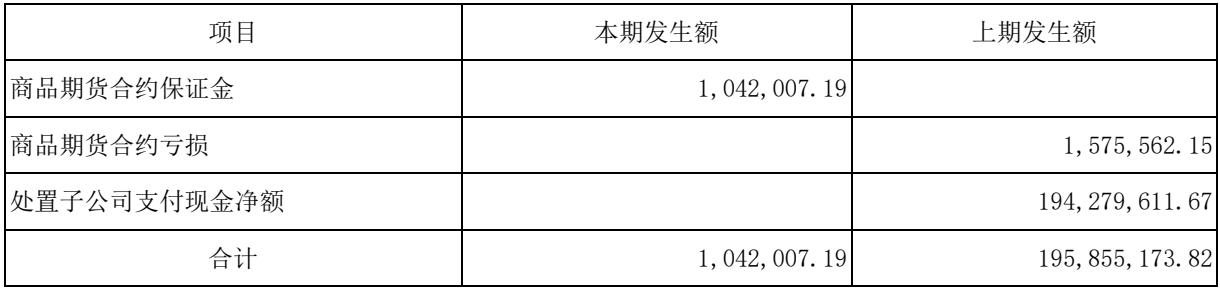 项目 本期发生额 上期发生额
商品期货合约保证金 1,042,007.19
商品期货合约亏损 1,575,562.15
处置子公司支付现金净额 194,279,611.67
合计 1,042,007.19 195,855,173.82